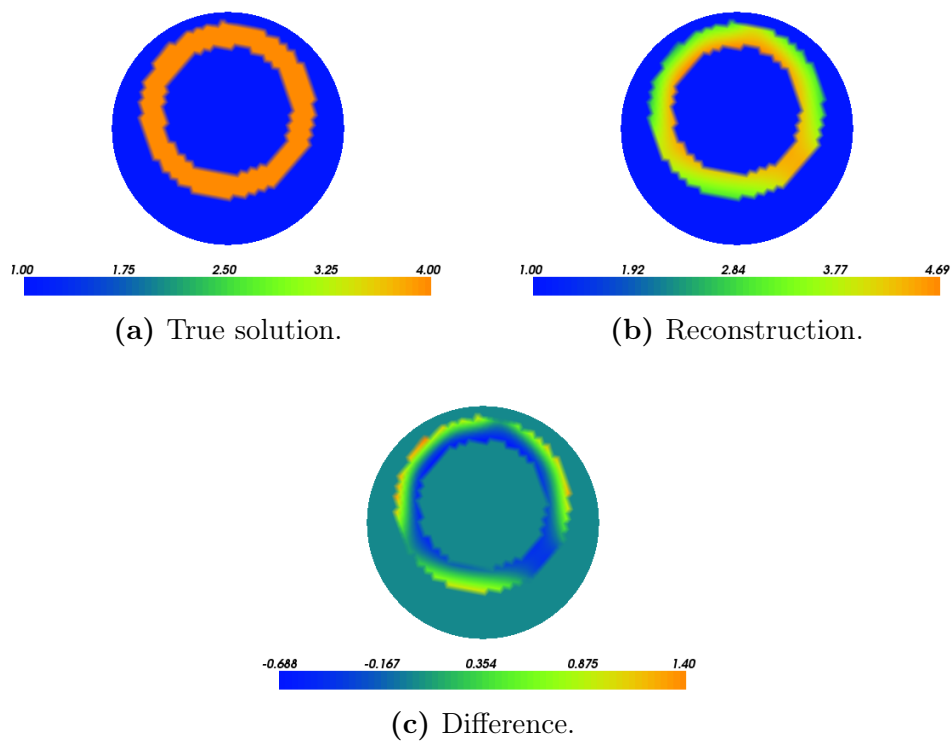 1.00 1.75 2.50 3.25 4.00
(a) True solution.
1.00 1.92 2.84 3.77 4.69
(b) Reconstruction.
-0.688 -0.167 0.354 0.875 1.40
(c) Difference.